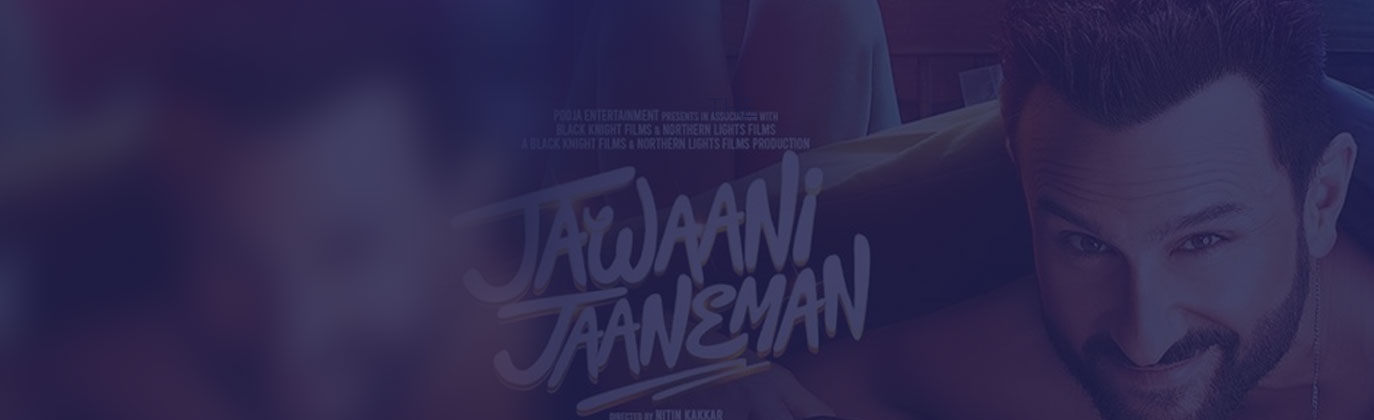 POOJA ENTERTAINMENT PRESENTS IN ASSOCIATION WITH
BLACK KNIGHT FILMS & NORTHERN LIGHTS FILMS
A BLACK KNIGHT FILMS & NORTHERN LIGHTS FILMS PRODUCTION
JAWAANI
JAANEMAN
DIRECTED BY NITIN KAKKAR